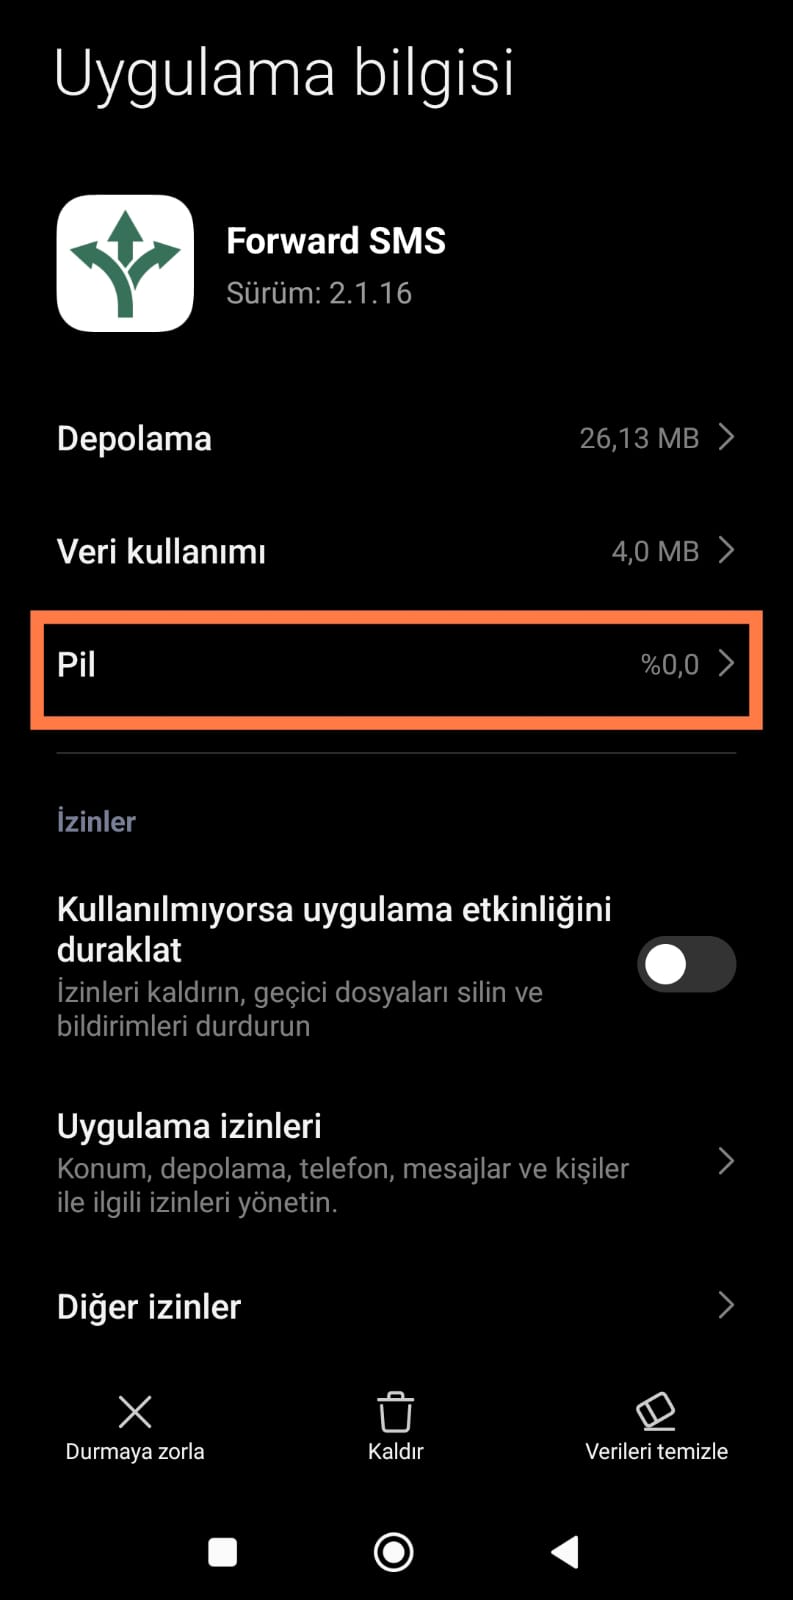 Uygulama bilgisi
Forward SMS
Sürüm: 2.1.16
Depolama 26,13 MB
Veri kullanımı 4,0 MB
Pil %0,0
İzinler
Kullanılmıyorsa uygulama etkinliğini
duraklat
İzinleri kaldırın, geçici dosyaları silin ve
bildirimleri durdurun
Uygulama izinleri
Konum, depolama, telefon, mesajlar ve kişiler
ile ilgili izinleri yönetin.
Diğer izinler
Durmaya zorla Kaldır Verileri temizle